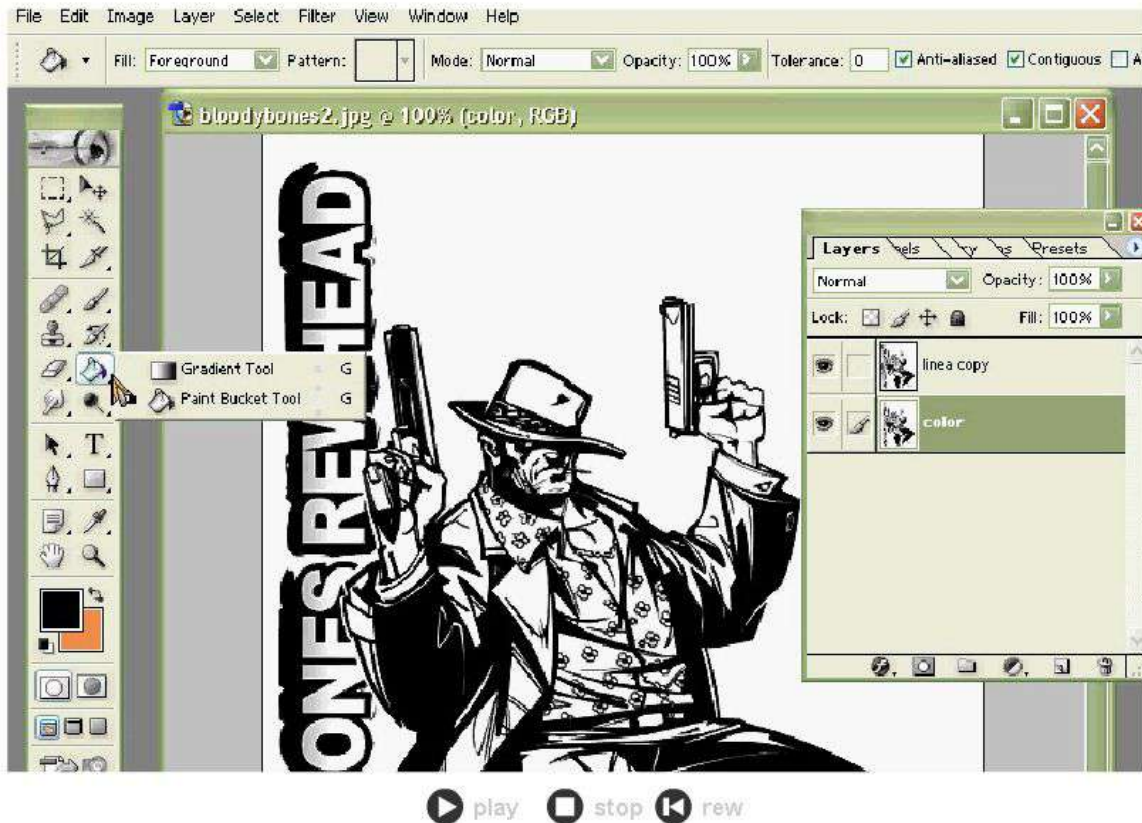 File Edit Image Layer Select Filter View Window Help
Fill: Foreground Pattern: Mode: Normal Opacity: 100% Tolerance: 0 Anti-aliased Contiguous A
bloodybones2.jpg @ 100% (color, RGB)
Layers Presets
Normal Opacity: 100%
Lock: Fill: 100%
linea copy
color
Gradient Tool G
Paint Bucket Tool G
T
ONES REVHEAD
play stop rew